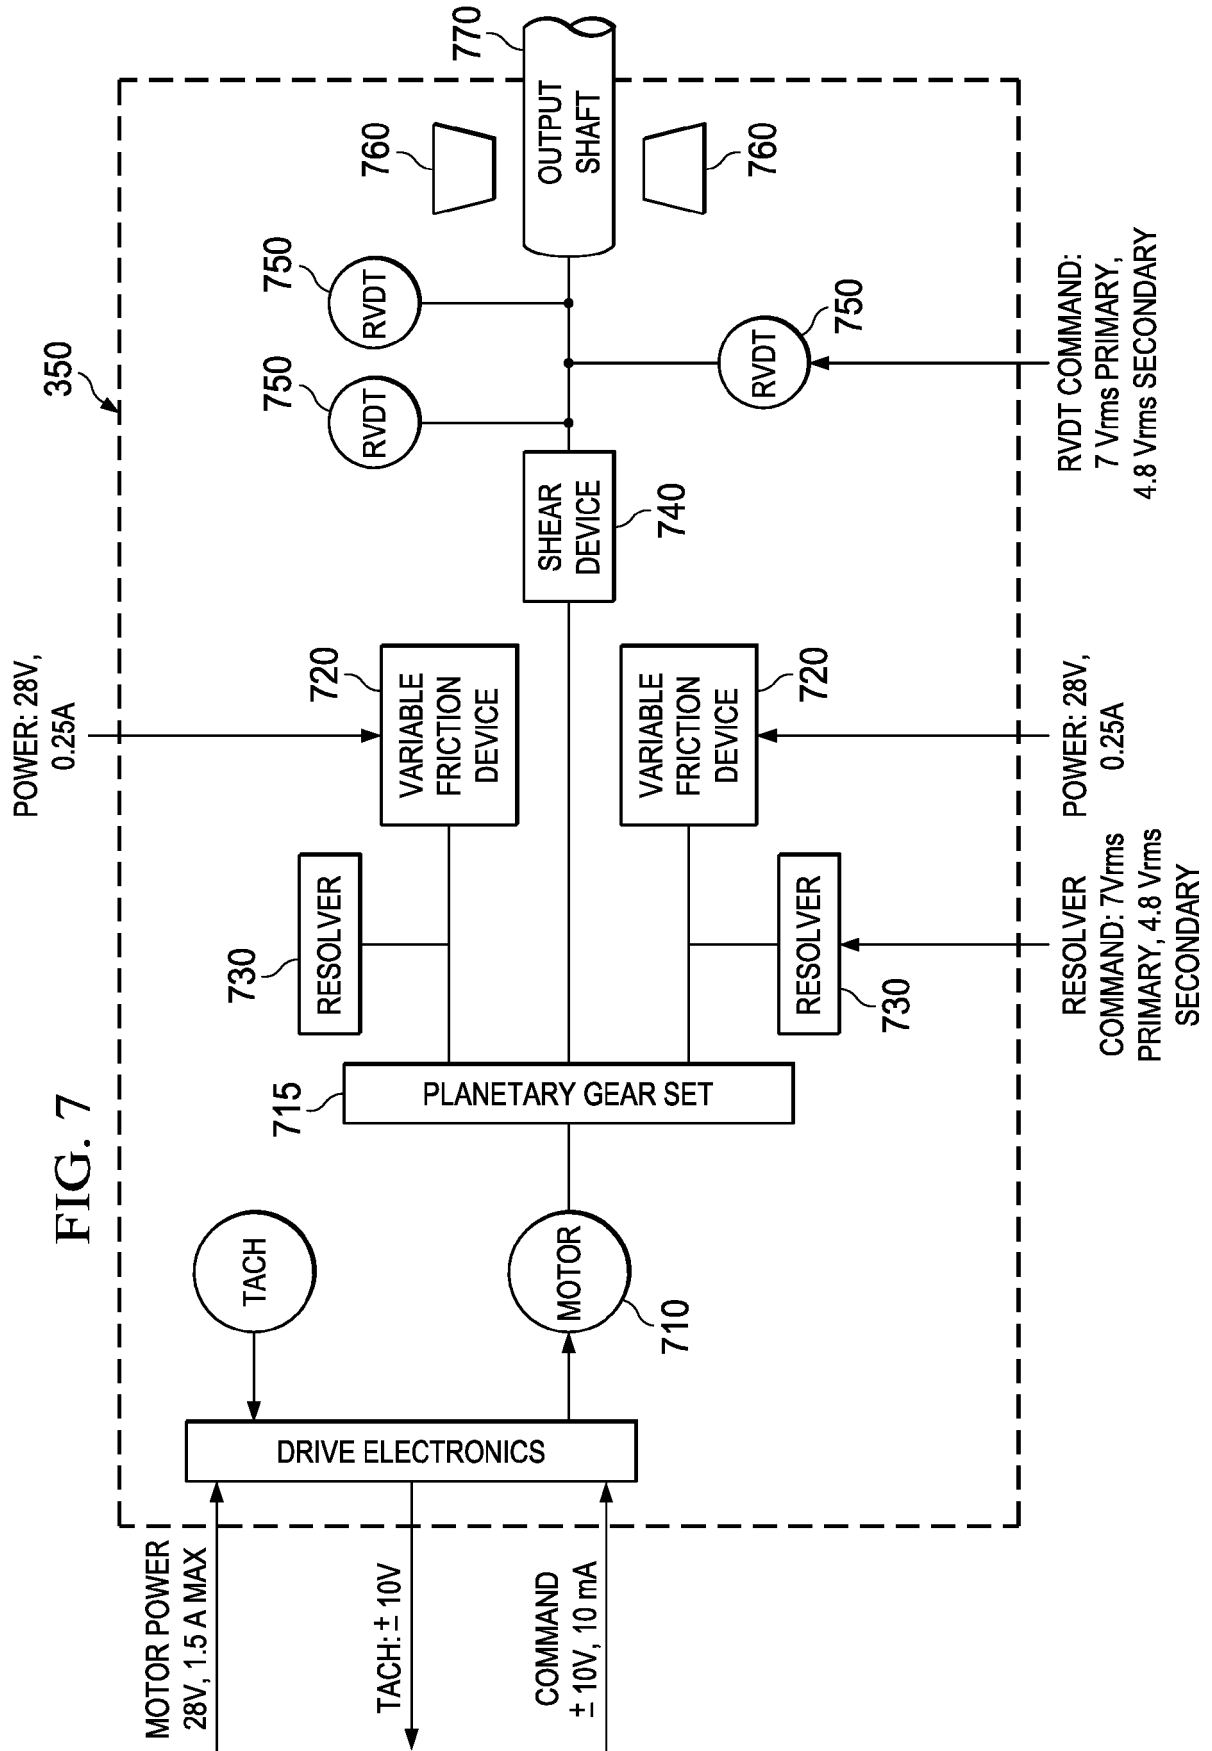 FIG. 7
350
MOTOR POWER
28V, 1.5 A MAX
TACH: ± 10V
COMMAND
± 10V, 10 mA
DRIVE ELECTRONICS
TACH
MOTOR
710
715
PLANETARY GEAR SET
730
RESOLVER
RESOLVER
730
RESOLVER
COMMAND: 7Vrms
PRIMARY, 4.8 Vrms
SECONDARY
POWER: 28V,
0.25A
720
VARIABLE
FRICTION
DEVICE
VARIABLE
FRICTION
DEVICE
720
POWER: 28V,
0.25A
SHEAR
DEVICE
740
750
RVDT
750
RVDT
RVDT
750
RVDT COMMAND:
7 Vrms PRIMARY,
4.8 Vrms SECONDARY
760
760
OUTPUT
SHAFT
770